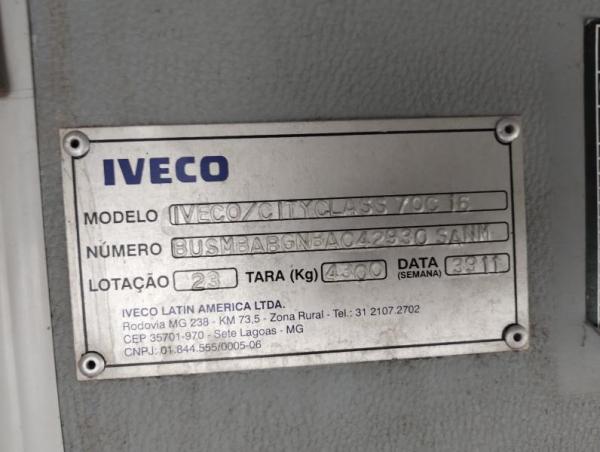 IVECO
MODELO IVECO/CITYCLASS 70C 16
NÚMERO BUSMBABGNBAC42930 SANM
LOTAÇÃO 23 TARA (Kg) 4300 DATA (SEMANA) 3911
IVECO LATIN AMERICA LTDA.
Rodovia MG 238 - KM 73,5 - Zona Rural - Tel.: 31 2107.2702
CEP 35701-970 - Sete Lagoas - MG
CNPJ: 01.844.555/0005-06